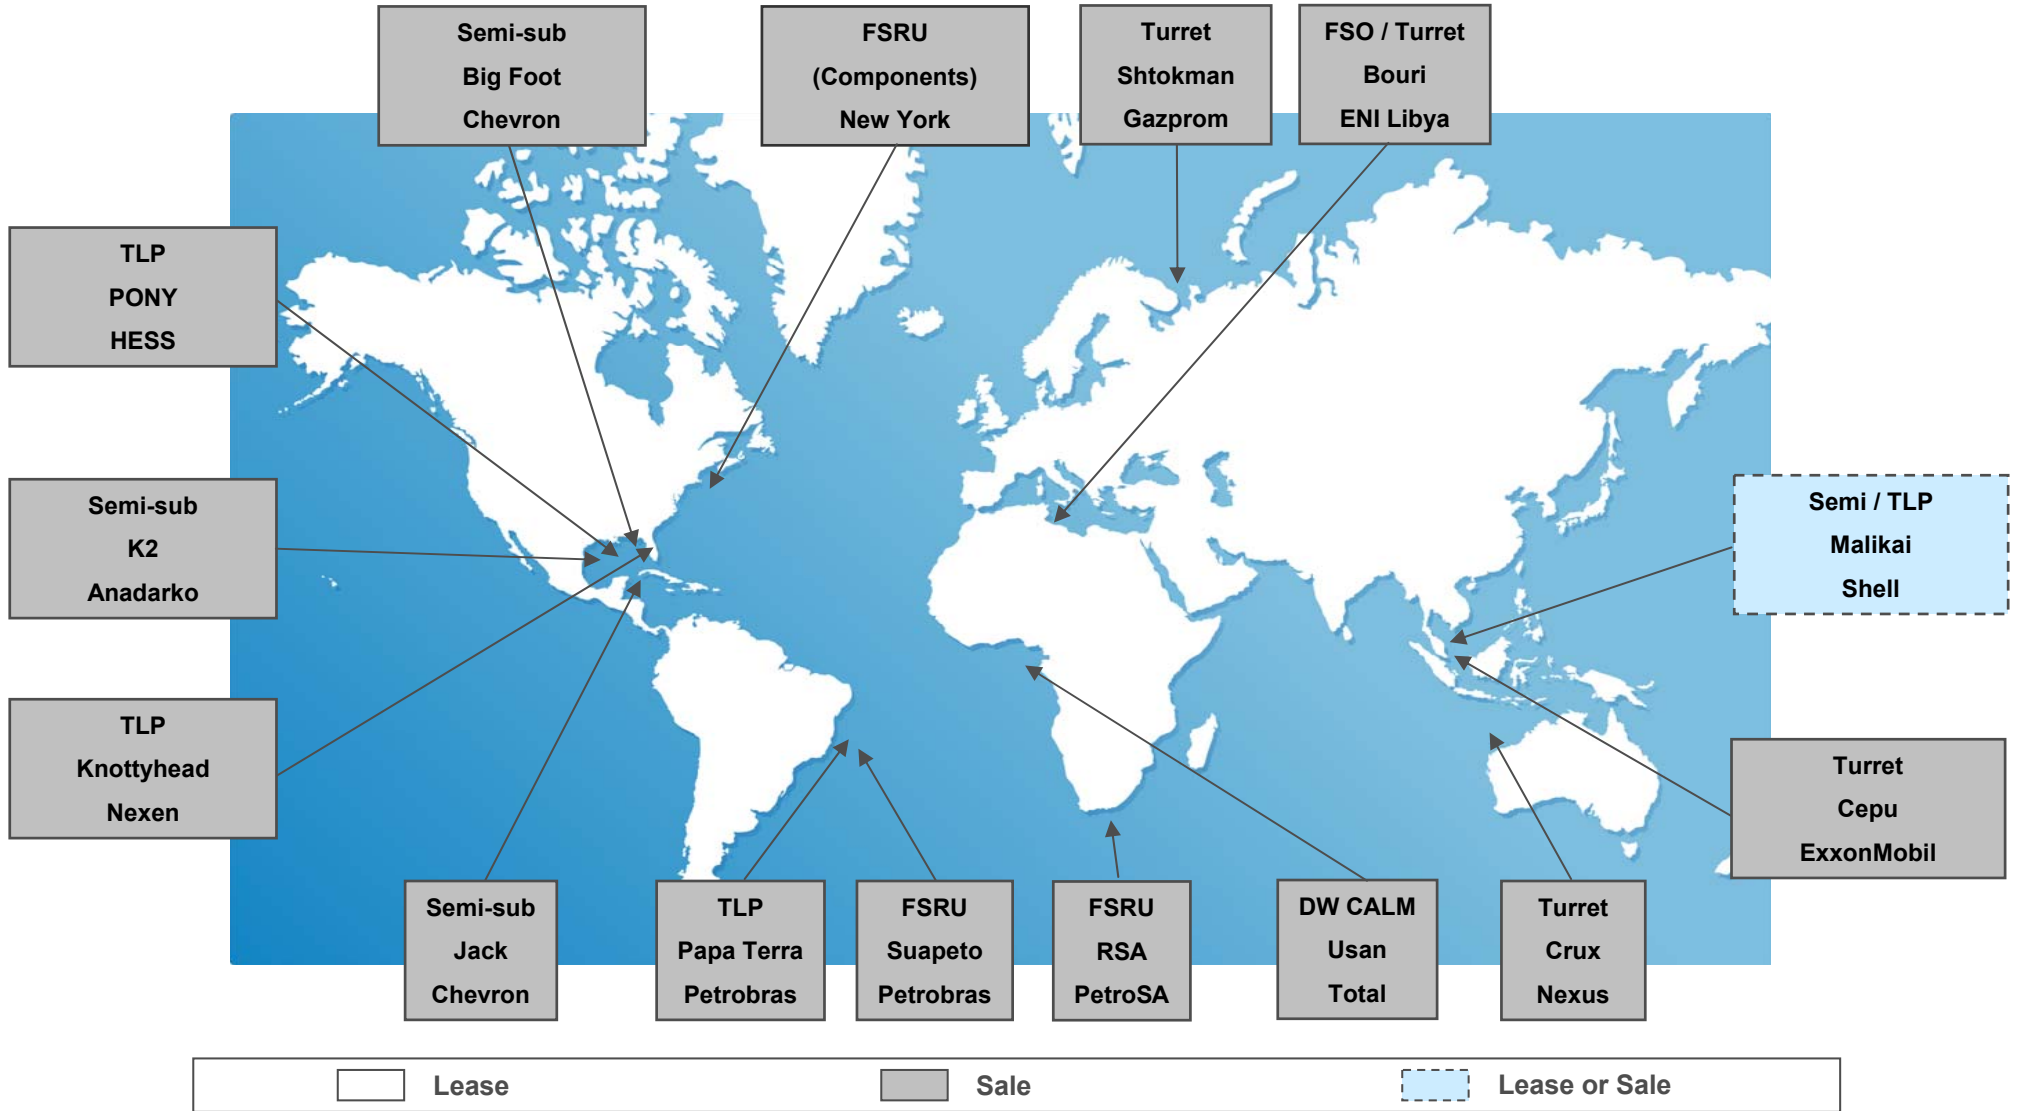 Semi-sub
Big Foot
Chevron
FSRU
(Components)
New York
Turret
Shtokman
Gazprom
FSO / Turret
Bouri
ENI Libya
TLP
PONY
HESS
Semi-sub
K2
Anadarko
Semi / TLP
Malikai
Shell
TLP
Knottyhead
Nexen
Turret
Cepu
ExxonMobil
Semi-sub
Jack
Chevron
TLP
Papa Terra
Petrobras
FSRU
Suapeto
Petrobras
FSRU
RSA
PetroSA
DW CALM
Usan
Total
Turret
Crux
Nexus
Lease
Sale
Lease or Sale